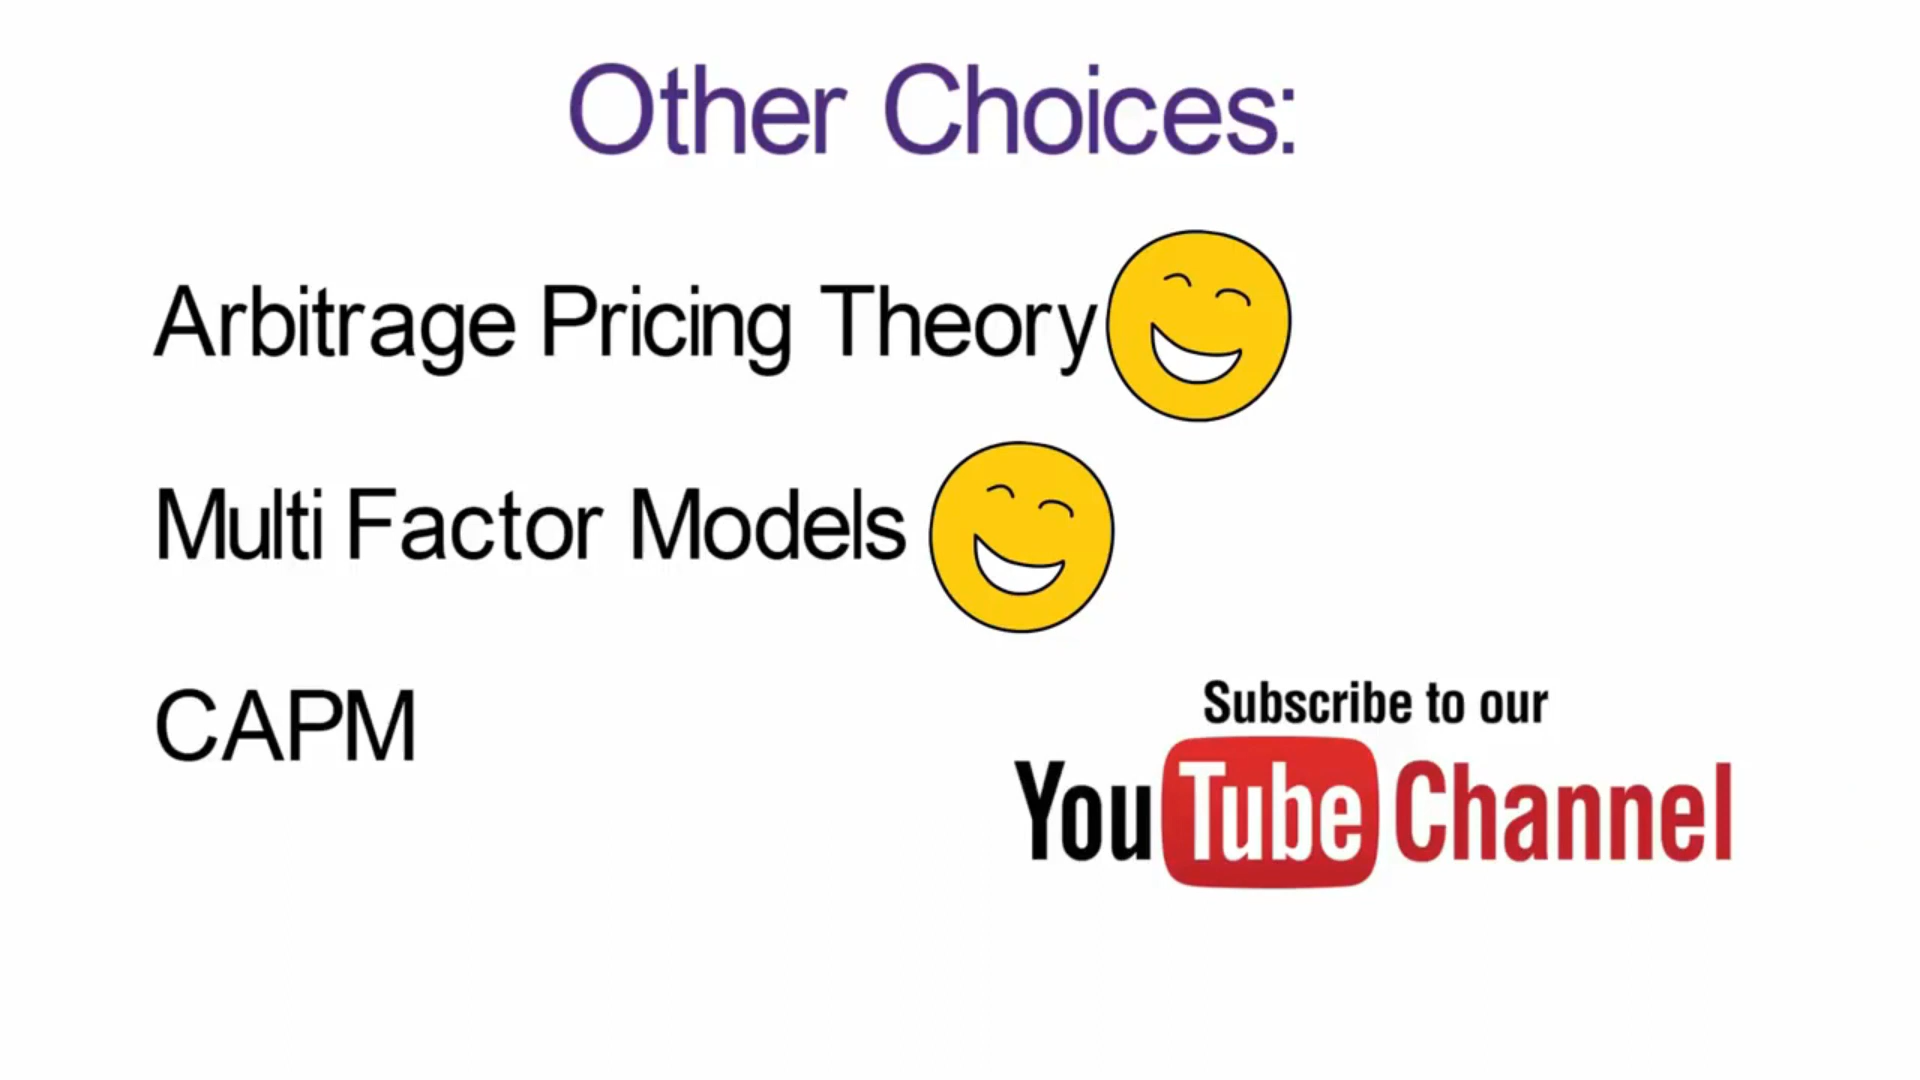 Other Choices:
Arbitrage Pricing Theory
Multi Factor Models
CAPM
Subscribe to our
YouTube Channel